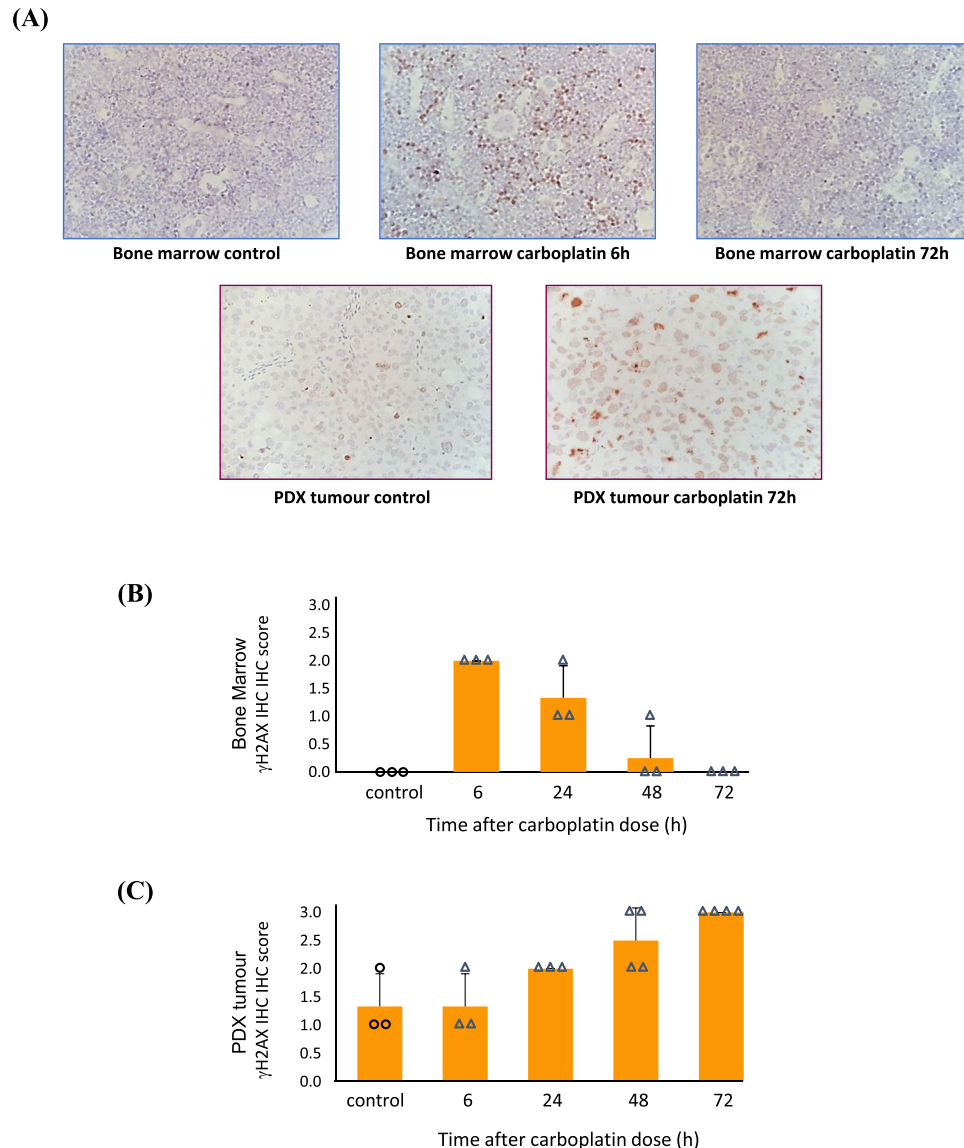 (A)
Bone marrow control
Bone marrow carboplatin 6h
Bone marrow carboplatin 72h
PDX tumour control
PDX tumour carboplatin 72h
(B)
Bone Marrow
γH2AX IHC IHC score
3.0
2.5
2.0
1.5
1.0
0.5
0.0
control
6
24
48
72
Time after carboplatin dose (h)
(C)
PDX tumour
γH2AX IHC IHC score
3.0
2.5
2.0
1.5
1.0
0.5
0.0
control
6
24
48
72
Time after carboplatin dose (h)